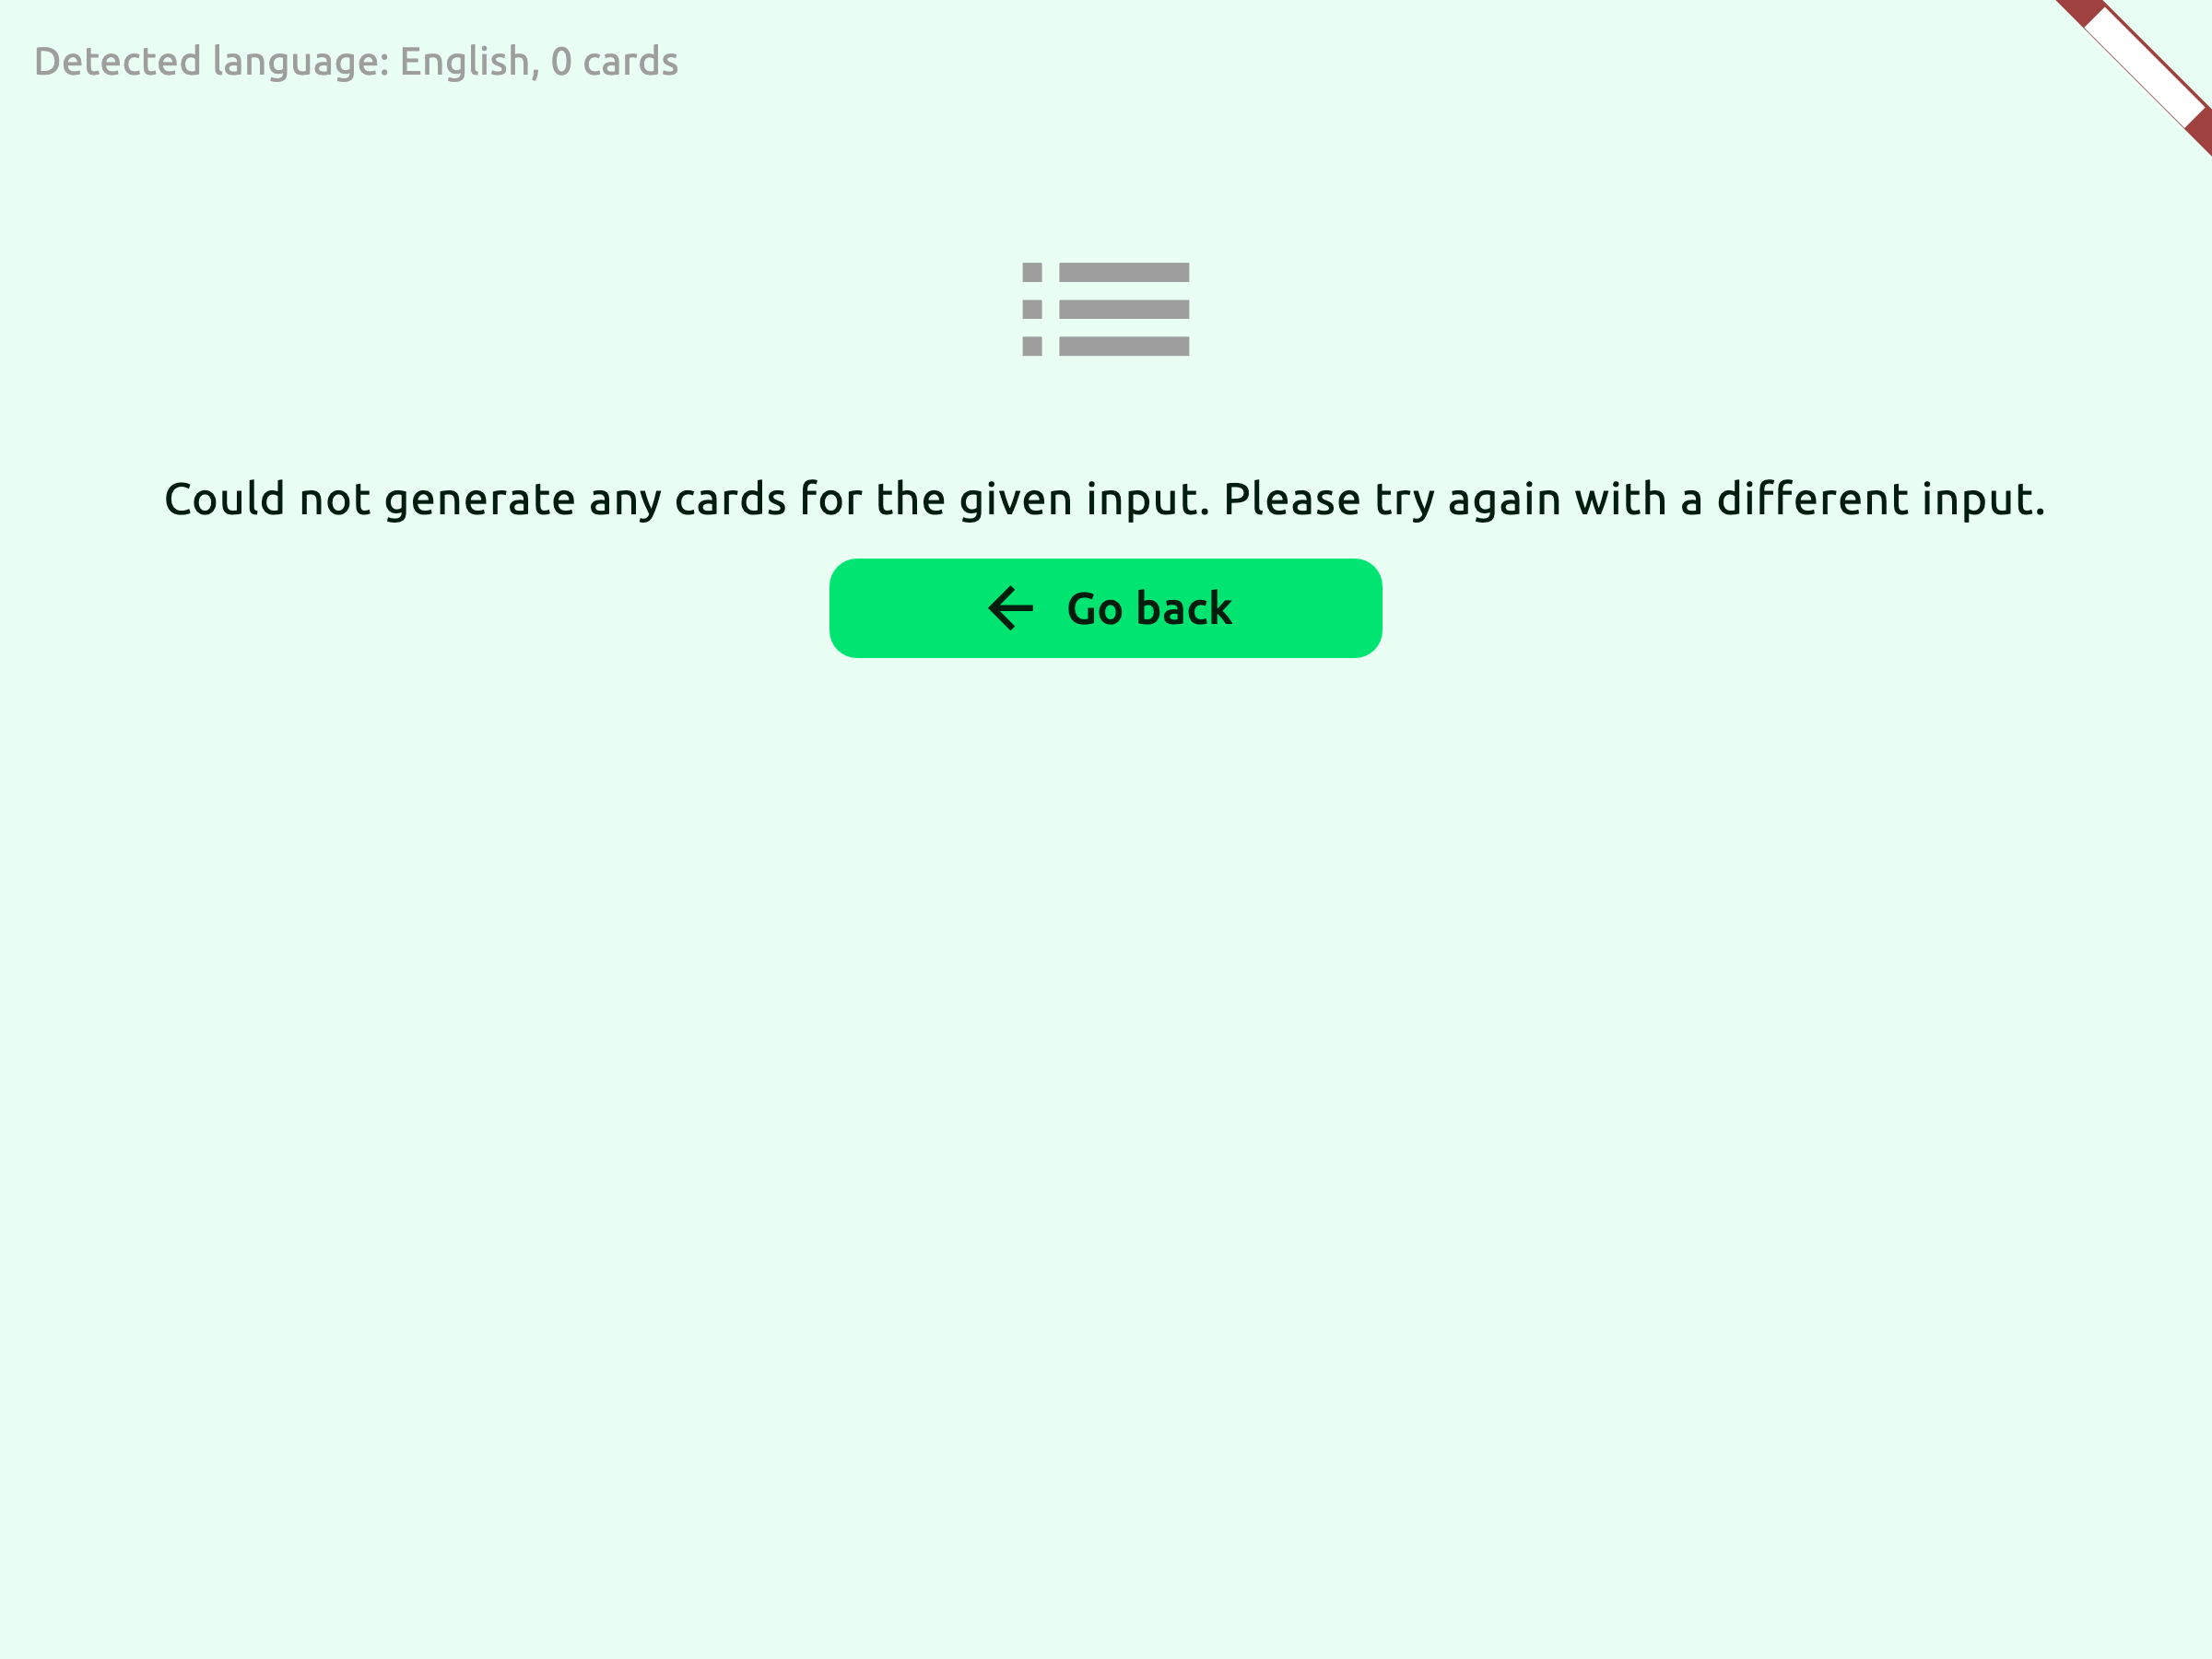 Detected language: English, 0 cards
Could not generate any cards for the given input. Please try again with a different input.
Go back